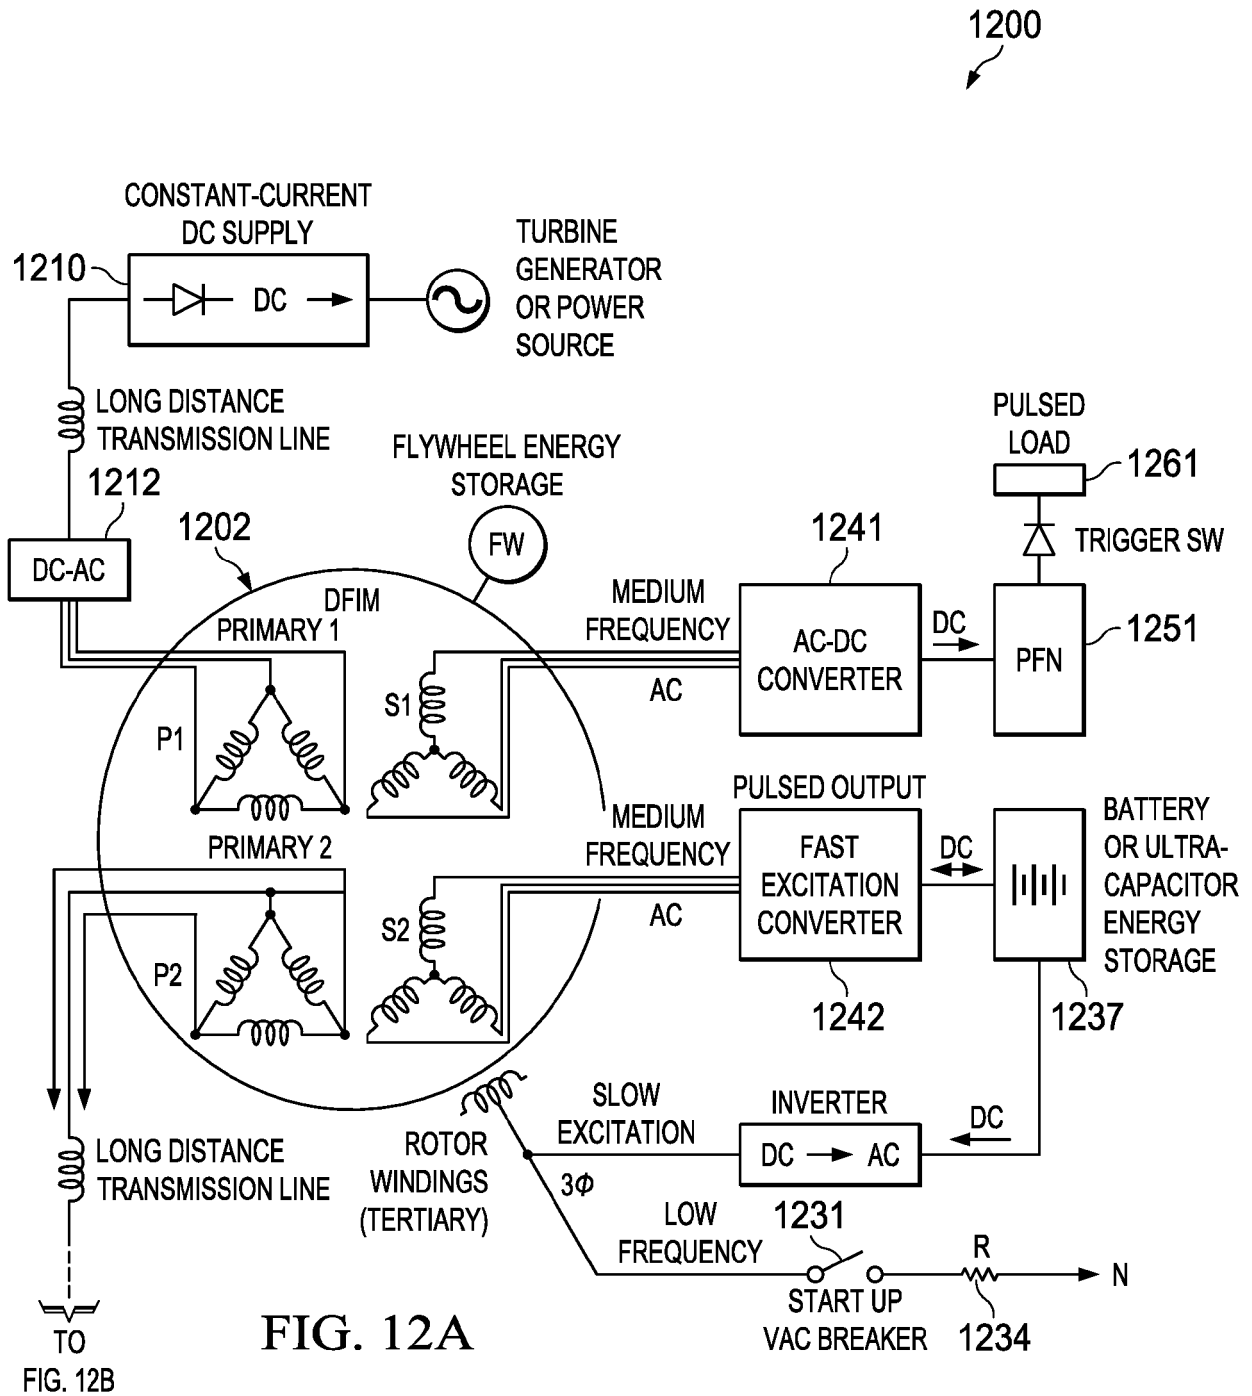 1200
CONSTANT-CURRENT
DC SUPPLY
1210
DC
TURBINE
GENERATOR
OR POWER
SOURCE
LONG DISTANCE
TRANSMISSION LINE
1212
DC-AC
1202
FLYWHEEL ENERGY
STORAGE
FW
DFIM
PRIMARY 1
P1
S1
MEDIUM
FREQUENCY
AC
1241
AC-DC
CONVERTER
DC
PULSED
LOAD
1261
TRIGGER SW
PFN
1251
PRIMARY 2
P2
S2
MEDIUM
FREQUENCY
AC
PULSED OUTPUT
FAST
EXCITATION
CONVERTER
1242
DC
BATTERY
OR ULTRA-
CAPACITOR
ENERGY
STORAGE
1237
LONG DISTANCE
TRANSMISSION LINE
TO
FIG. 12B
ROTOR
WINDINGS
(TERTIARY)
SLOW
EXCITATION
3Φ
INVERTER
DC AC
DC
LOW
FREQUENCY
1231
START UP
VAC BREAKER
R
1234
N
FIG. 12A